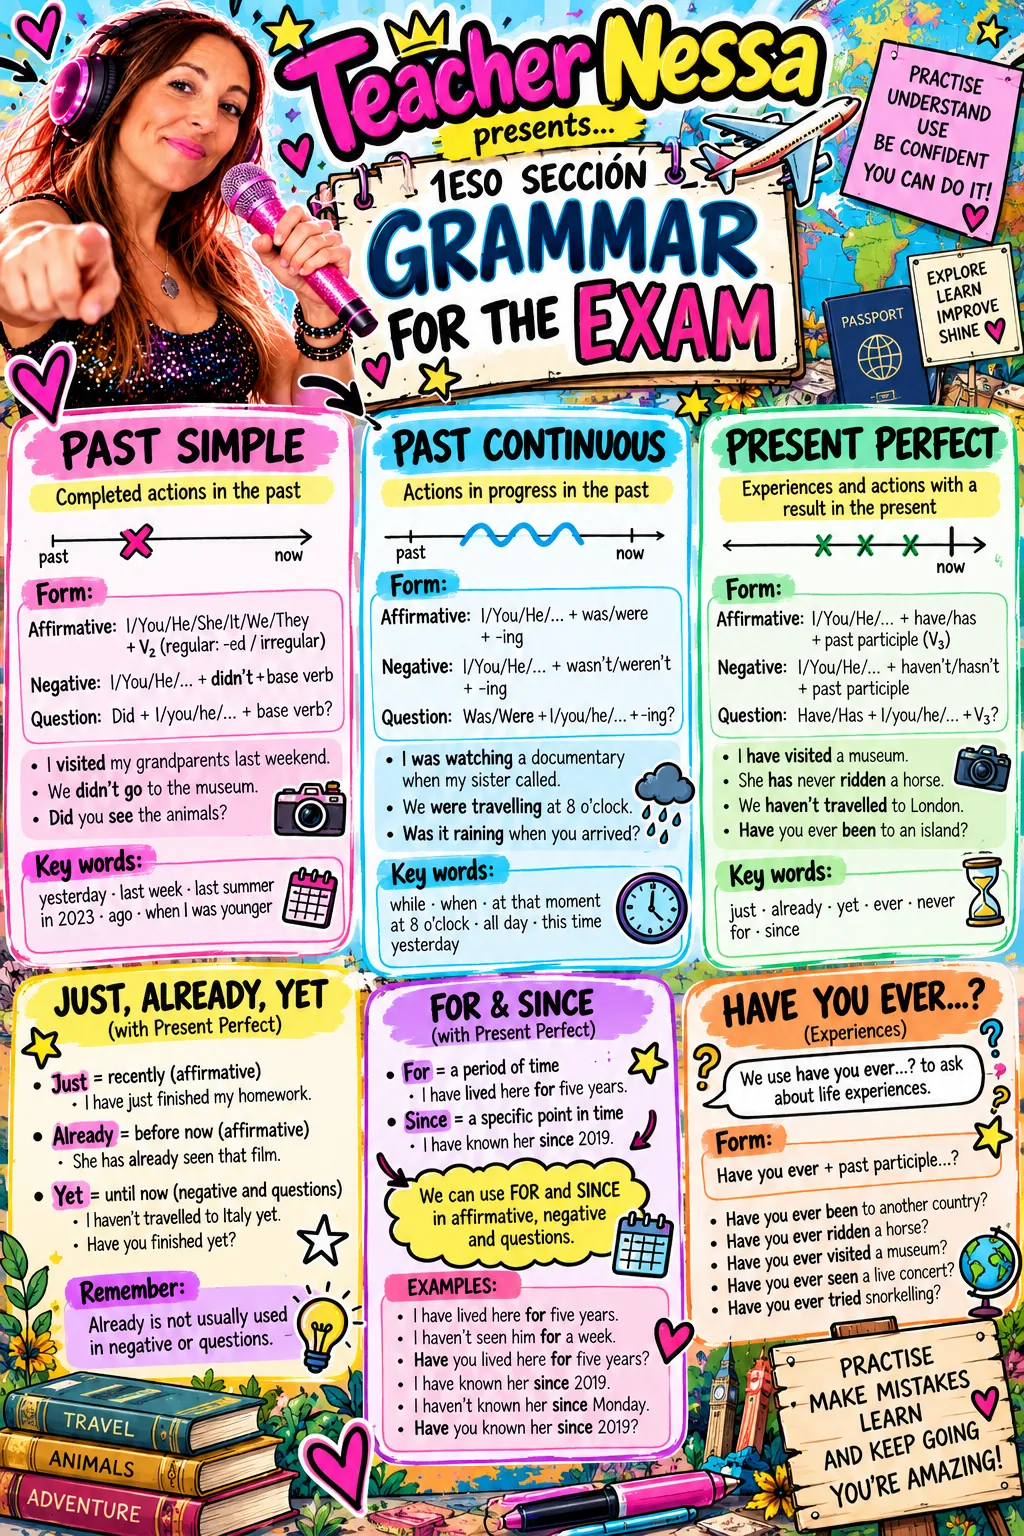 Teacher Nessa
presents...
1ESO SECCIÓN
GRAMMAR
FOR THE EXAM
PRACTISE
UNDERSTAND
USE
BE CONFIDENT
YOU CAN DO IT!
PASSPORT
EXPLORE
LEARN
IMPROVE
SHINE
PAST SIMPLE
Completed actions in the past
past
now
Form:
Affirmative: I/You/He/She/It/We/They
+ V₂ (regular: -ed / irregular)
Negative: I/You/He/... + didn't + base verb
Question: Did + I/you/he/... + base verb?
• I visited my grandparents last weekend.
• We didn't go to the museum.
• Did you see the animals?
Key words:
yesterday · last week · last summer
in 2023 · ago · when I was younger
PAST CONTINUOUS
Actions in progress in the past
past
now
Form:
Affirmative: I/You/He/... + was/were
+ -ing
Negative: I/You/He/... + wasn't/weren't
+ -ing
Question: Was/Were + I/you/he/... + -ing?
• I was watching a documentary
when my sister called.
• We were travelling at 8 o'clock.
• Was it raining when you arrived?
Key words:
while · when · at that moment
at 8 o'clock · all day · this time
yesterday
PRESENT PERFECT
Experiences and actions with a
result in the present
now
Form:
Affirmative: I/You/He/... + have/has
+ past participle (V₃)
Negative: I/You/He/... + haven't/hasn't
+ past participle
Question: Have/Has + I/you/he/... + V₃?
• I have visited a museum.
• She has never ridden a horse.
• We haven't travelled to London.
• Have you ever been to an island?
Key words:
just · already · yet · ever · never
for · since
JUST, ALREADY, YET
(with Present Perfect)
• Just = recently (affirmative)
• I have just finished my homework.
• Already = before now (affirmative)
• She has already seen that film.
• Yet = until now (negative and questions)
• I haven't travelled to Italy yet.
• Have you finished yet?
Remember:
Already is not usually used
in negative or questions.
TRAVEL
ANIMALS
ADVENTURE
FOR & SINCE
(with Present Perfect)
• For = a period of time
• I have lived here for five years.
• Since = a specific point in time
• I have known her since 2019.
We can use FOR and SINCE
in affirmative, negative
and questions.
EXAMPLES:
• I have lived here for five years.
• I haven't seen him for a week.
• Have you lived here for five years?
• I have known her since 2019.
• I haven't known her since Monday.
• Have you known her since 2019?
HAVE YOU EVER...?
(Experiences)
We use have you ever...? to ask
about life experiences.
Form:
Have you ever + past participle...?
• Have you ever been to another country?
• Have you ever ridden a horse?
• Have you ever visited a museum?
• Have you ever seen a live concert?
• Have you ever tried snorkelling?
PRACTISE
MAKE MISTAKES
LEARN
AND KEEP GOING
YOU'RE AMAZING!